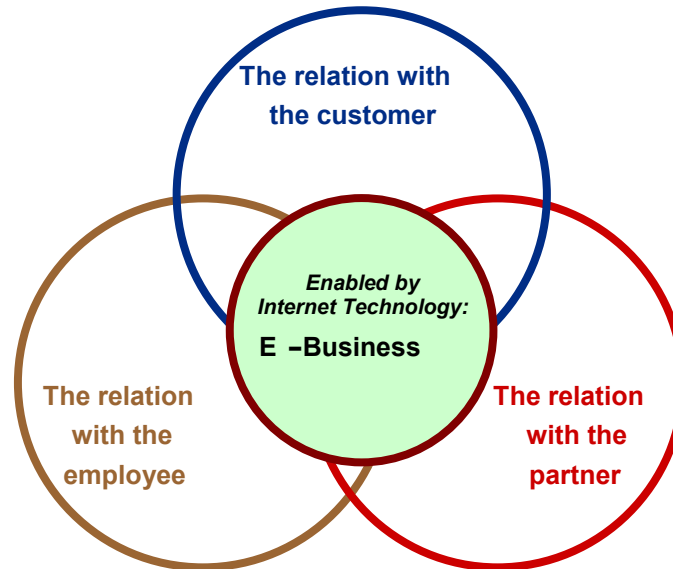 The relation with
the customer
Enabled by
Internet Technology:
E –Business
The relation
with the
employee
The relation
with the
partner